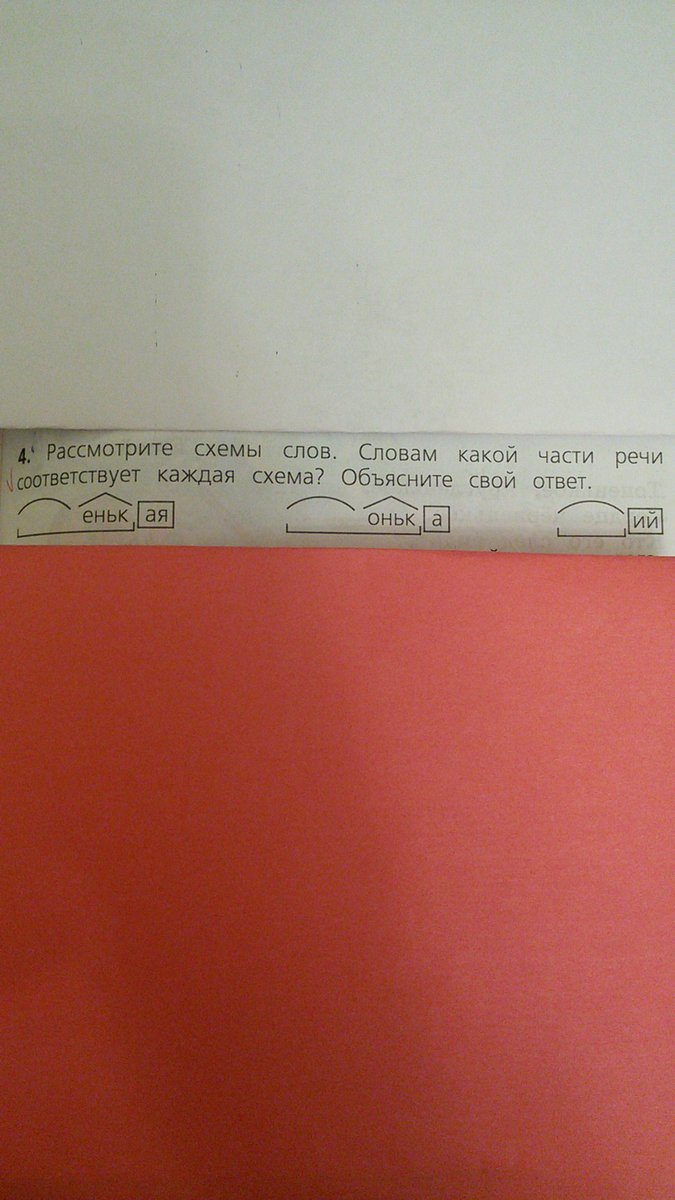 4. Рассмотрите схемы слов. Словам какой части речи
соответствует каждая схема? Объясните свой ответ.
еньк ая оньк а ий